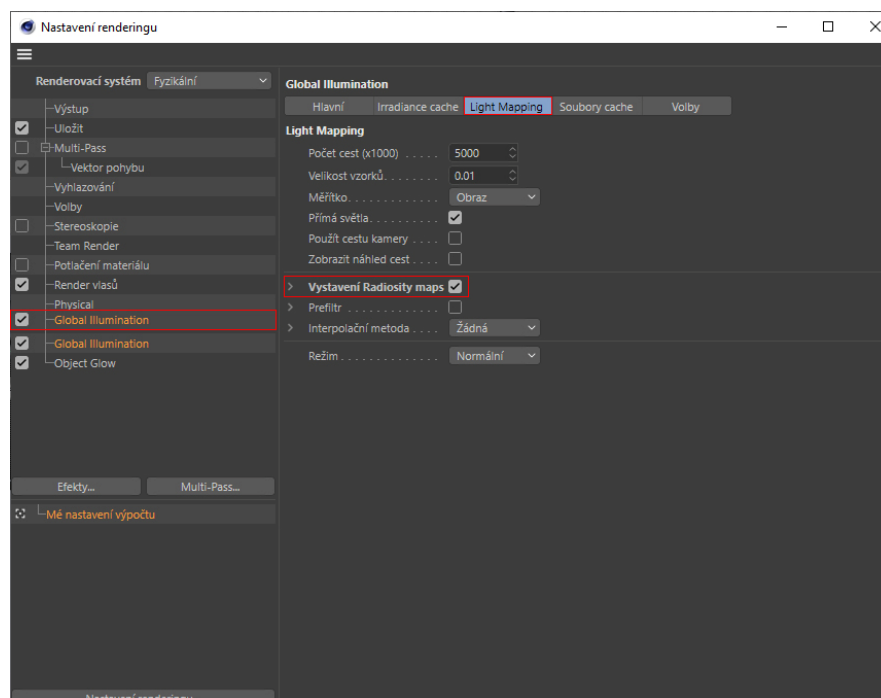 Nastavení renderingu
Renderovací systém Fyzikální
Výstup
Uložit
Multi-Pass
Vektor pohybu
Vyhlazování
Volby
Stereoskopie
Team Render
Potlačení materiálu
Render vlasů
Physical
Global Illumination
Global Illumination
Object Glow
Efekty... Multi-Pass...
Mé nastavení výpočtu
Nastavení renderingu
Global Illumination
Hlavní Irradiance cache Light Mapping Soubory cache Volby
Light Mapping
Počet cest (x1000) . . . . . 5000
Velikost vzorků. . . . . . . . 0.01
Měřítko. . . . . . . . . . . . . Obraz
Přímá světla. . . . . . . . . .
Použít cestu kamery . . . .
Zobrazit náhled cest . . . .
Vystavení Radiosity maps
Prefiltr . . . . . . . . . . . . .
Interpolační metoda . . . . Žádná
Režim. . . . . . . . . . . . . . Normální